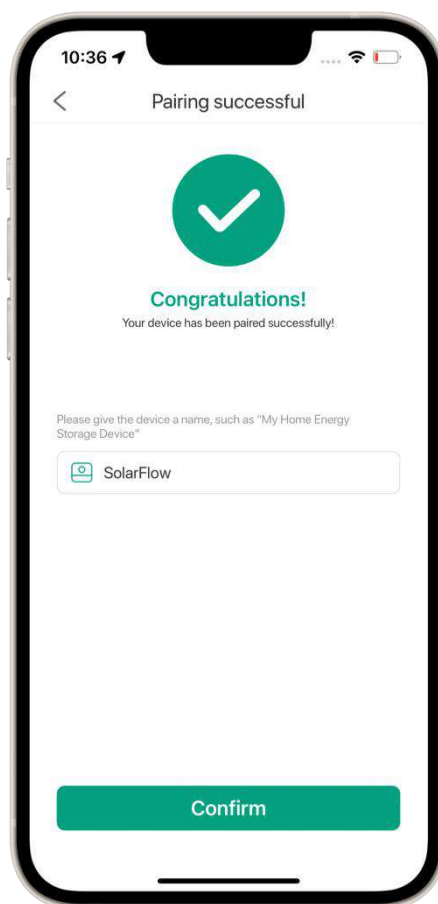 10:36
Pairing successful
Congratulations!
Your device has been paired successfully!
Please give the device a name, such as "My Home Energy
Storage Device"
SolarFlow
Confirm